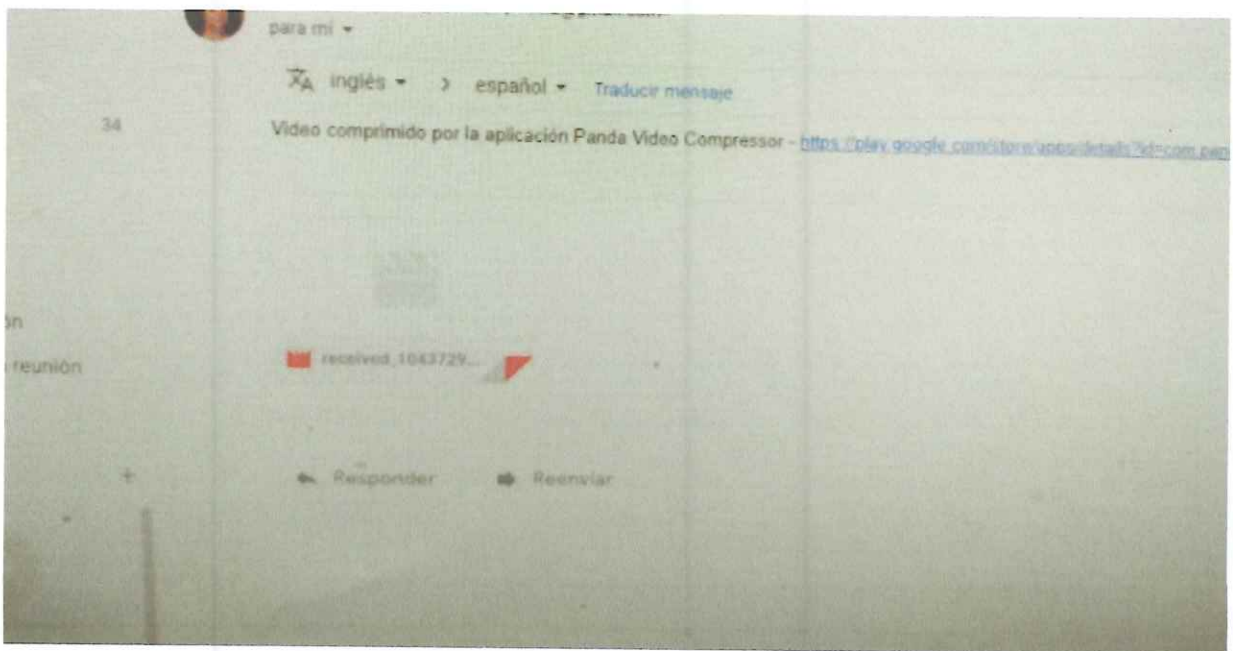 para mí
inglés > español Traducir mensaje
34
Video comprimido por la aplicación Panda Video Compressor - https://play.google.com/store/apps/details?id=com.pan
ón
reunión
received_1043729...
+
Responder Reenviar